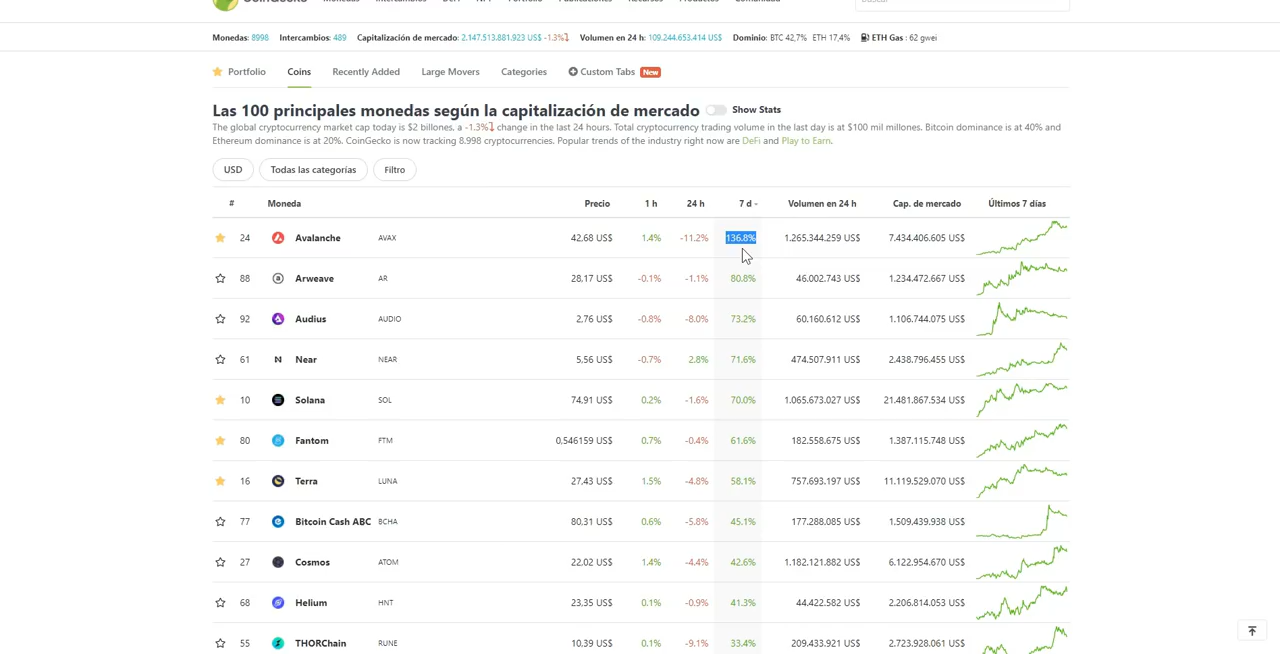 Monedas: 8998 Intercambios: 489 Capitalización de mercado: 2.147.513.881.923 US$ -1.3% Volumen en 24 h: 109.244.653.414 US$ Dominio: BTC 42,7% ETH 17,4% ETH Gas : 62 gwei
Portfolio Coins Recently Added Large Movers Categories Custom Tabs New
Las 100 principales monedas según la capitalización de mercado Show Stats
The global cryptocurrency market cap today is $2 billones, a -1.3% change in the last 24 hours. Total cryptocurrency trading volume in the last day is at $100 mil millones. Bitcoin dominance is at 40% and
Ethereum dominance is at 20%. CoinGecko is now tracking 8.998 cryptocurrencies. Popular trends of the industry right now are DeFi and Play to Earn.
USD Todas las categorías Filtro
# Moneda Precio 1 h 24 h 7 d - Volumen en 24 h Cap. de mercado Últimos 7 días
24 Avalanche AVAX 42,68 US$ 1.4% -11.2% 136.8% 1.265.344.259 US$ 7.434.406.605 US$
88 Arweave AR 28,17 US$ -0.1% -1.1% 80.8% 46.002.743 US$ 1.234.472.667 US$
92 Audius AUDIO 2,76 US$ -0.8% -8.0% 73.2% 60.160.612 US$ 1.106.744.075 US$
61 Near NEAR 5,56 US$ -0.7% 2.8% 71.6% 474.507.911 US$ 2.438.796.455 US$
10 Solana SOL 74,91 US$ 0.2% -1.6% 70.0% 1.065.673.027 US$ 21.481.867.534 US$
80 Fantom FTM 0,546159 US$ 0.7% -0.4% 61.6% 182.558.675 US$ 1.387.115.748 US$
16 Terra LUNA 27,43 US$ 1.5% -4.8% 58.1% 757.693.197 US$ 11.119.529.070 US$
77 Bitcoin Cash ABC BCHA 80,31 US$ 0.6% -5.8% 45.1% 177.288.085 US$ 1.509.439.938 US$
27 Cosmos ATOM 22,02 US$ 1.4% -4.4% 42.6% 1.182.121.882 US$ 6.122.954.670 US$
68 Helium HNT 23,35 US$ 0.1% -0.9% 41.3% 44.422.582 US$ 2.206.814.053 US$
55 THORChain RUNE 10,39 US$ 0.1% -9.1% 33.4% 209.433.921 US$ 2.723.928.061 US$